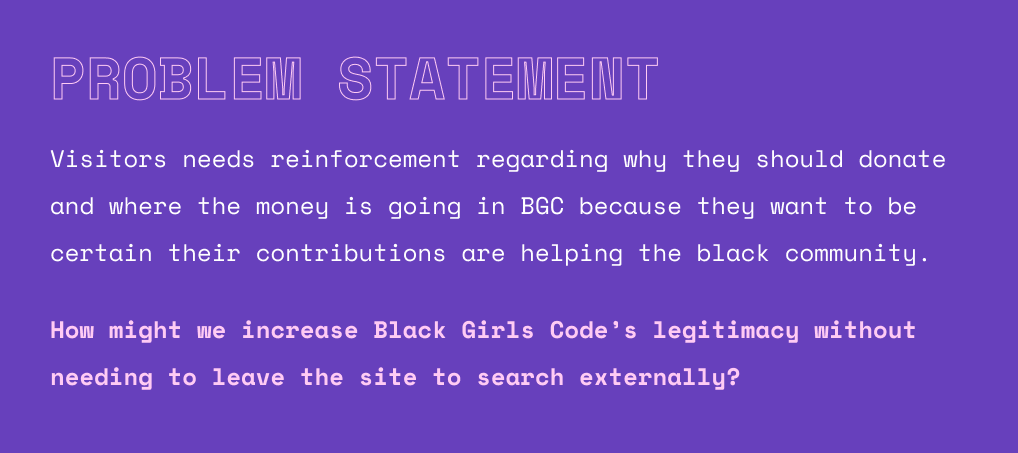 PROBLEM STATEMENT
Visitors needs reinforcement regarding why they should donate
and where the money is going in BGC because they want to be
certain their contributions are helping the black community.
How might we increase Black Girls Code’s legitimacy without
needing to leave the site to search externally?